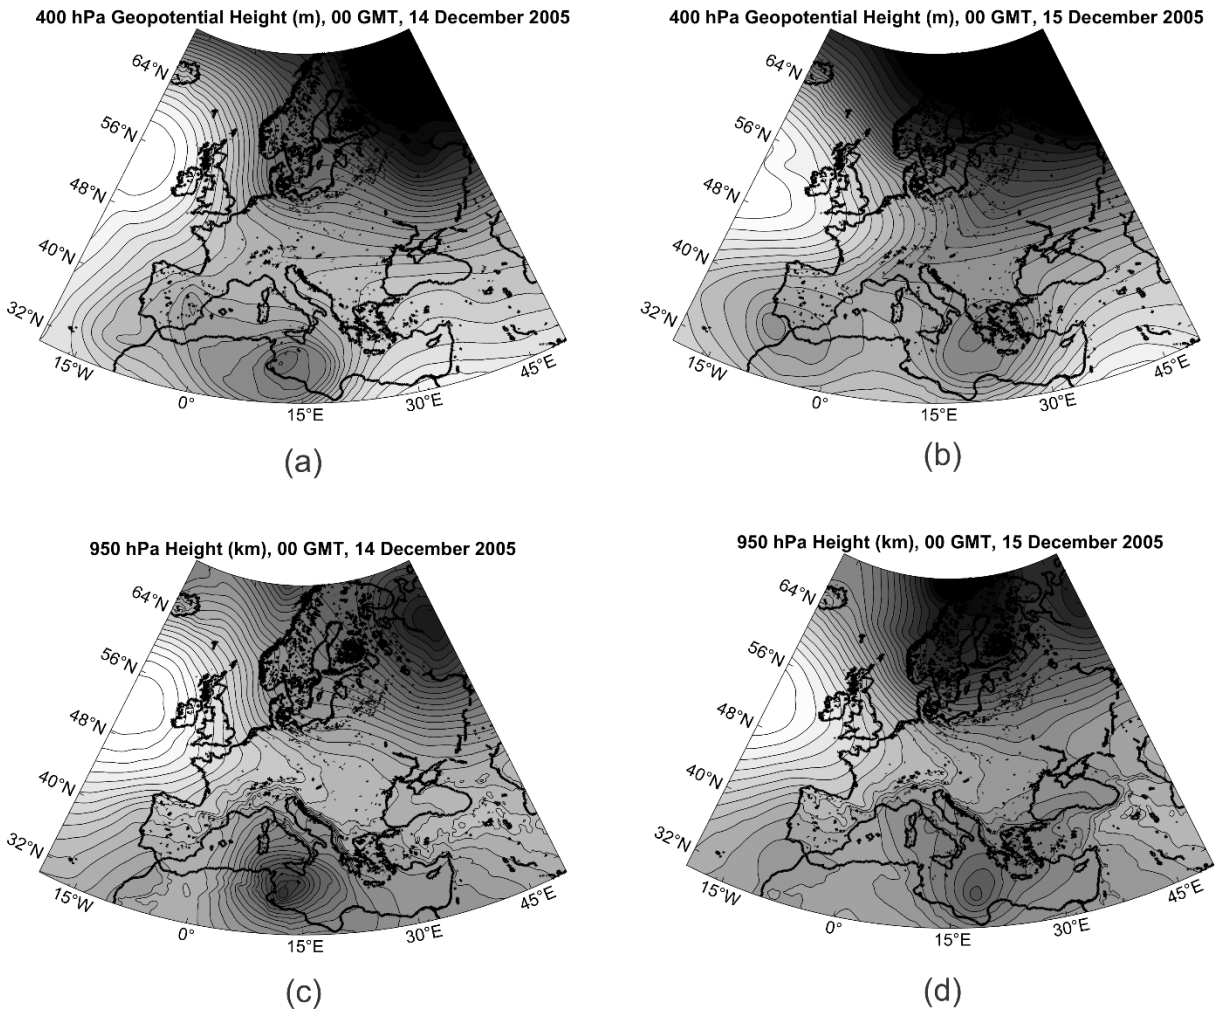 400 hPa Geopotential Height (m), 00 GMT, 14 December 2005
64°N
56°N
48°N
40°N
32°N
15°W
0°
15°E
30°E
45°E
(a)
400 hPa Geopotential Height (m), 00 GMT, 15 December 2005
64°N
56°N
48°N
40°N
32°N
15°W
0°
15°E
30°E
45°E
(b)
950 hPa Height (km), 00 GMT, 14 December 2005
64°N
56°N
48°N
40°N
32°N
15°W
0°
15°E
30°E
45°E
(c)
950 hPa Height (km), 00 GMT, 15 December 2005
64°N
56°N
48°N
40°N
32°N
15°W
0°
15°E
30°E
45°E
(d)